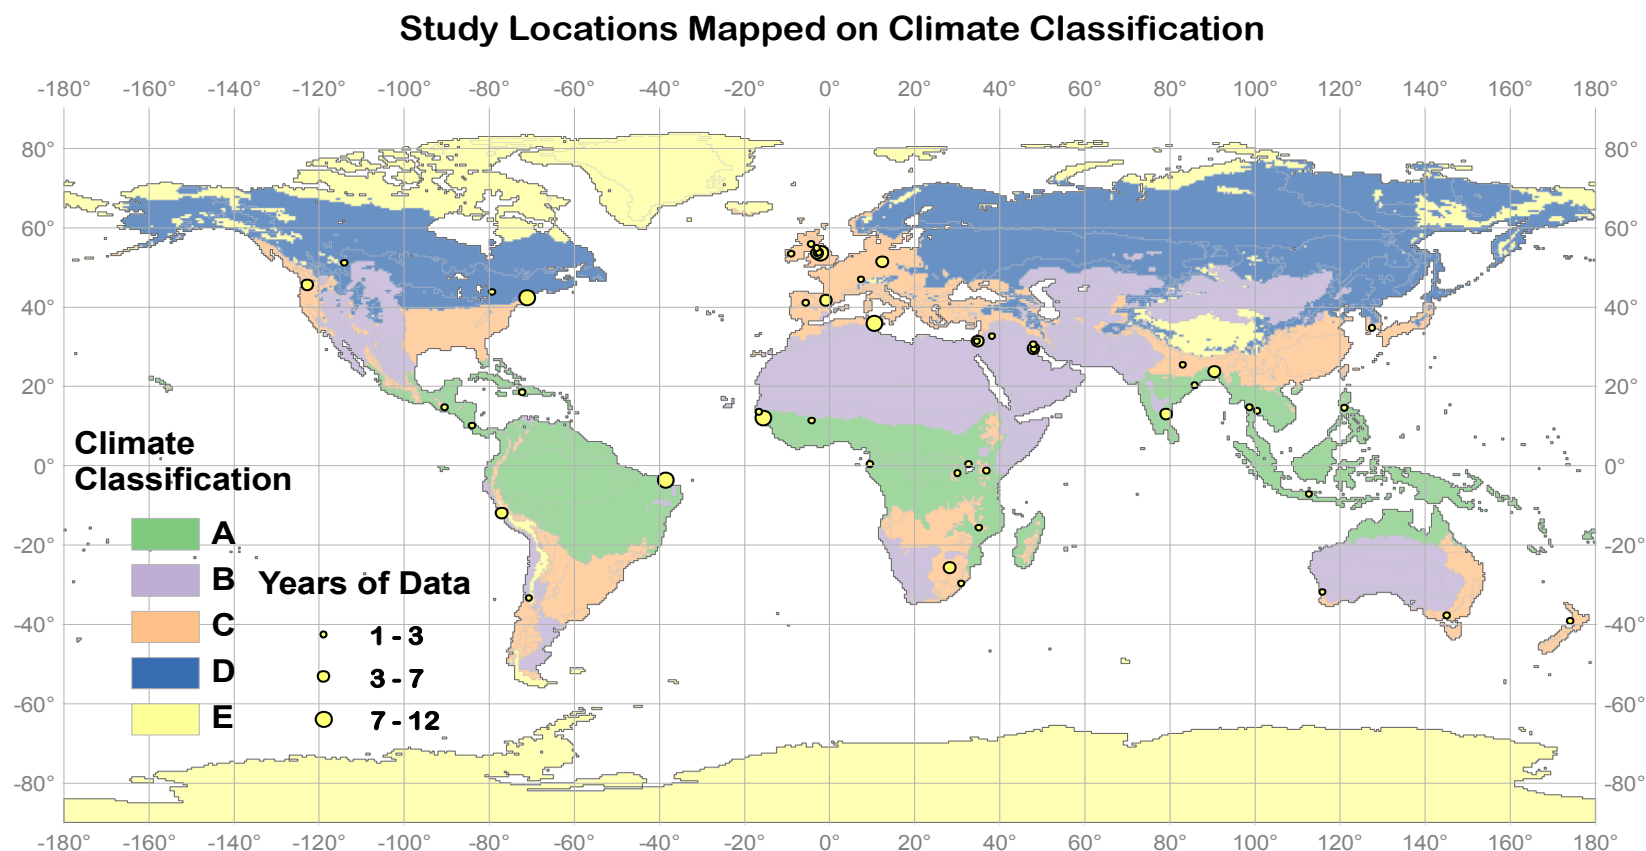 Study Locations Mapped on Climate Classification
-180° -160° -140° -120° -100° -80° -60° -40° -20° 0° 20° 40° 60° 80° 100° 120° 140° 160° 180°
80° 80°
60° 60°
40° 40°
20° 20°
Climate
0° 0°
Classification
A
-20° -20°
B Years of Data
C
1 - 3
-40° -40°
D
3 - 7
-60° -60°
E
7 - 12
-80° -80°
-180° -160° -140° -120° -100° -80° -60° -40° -20° 0° 20° 40° 60° 80° 100° 120° 140° 160° 180°